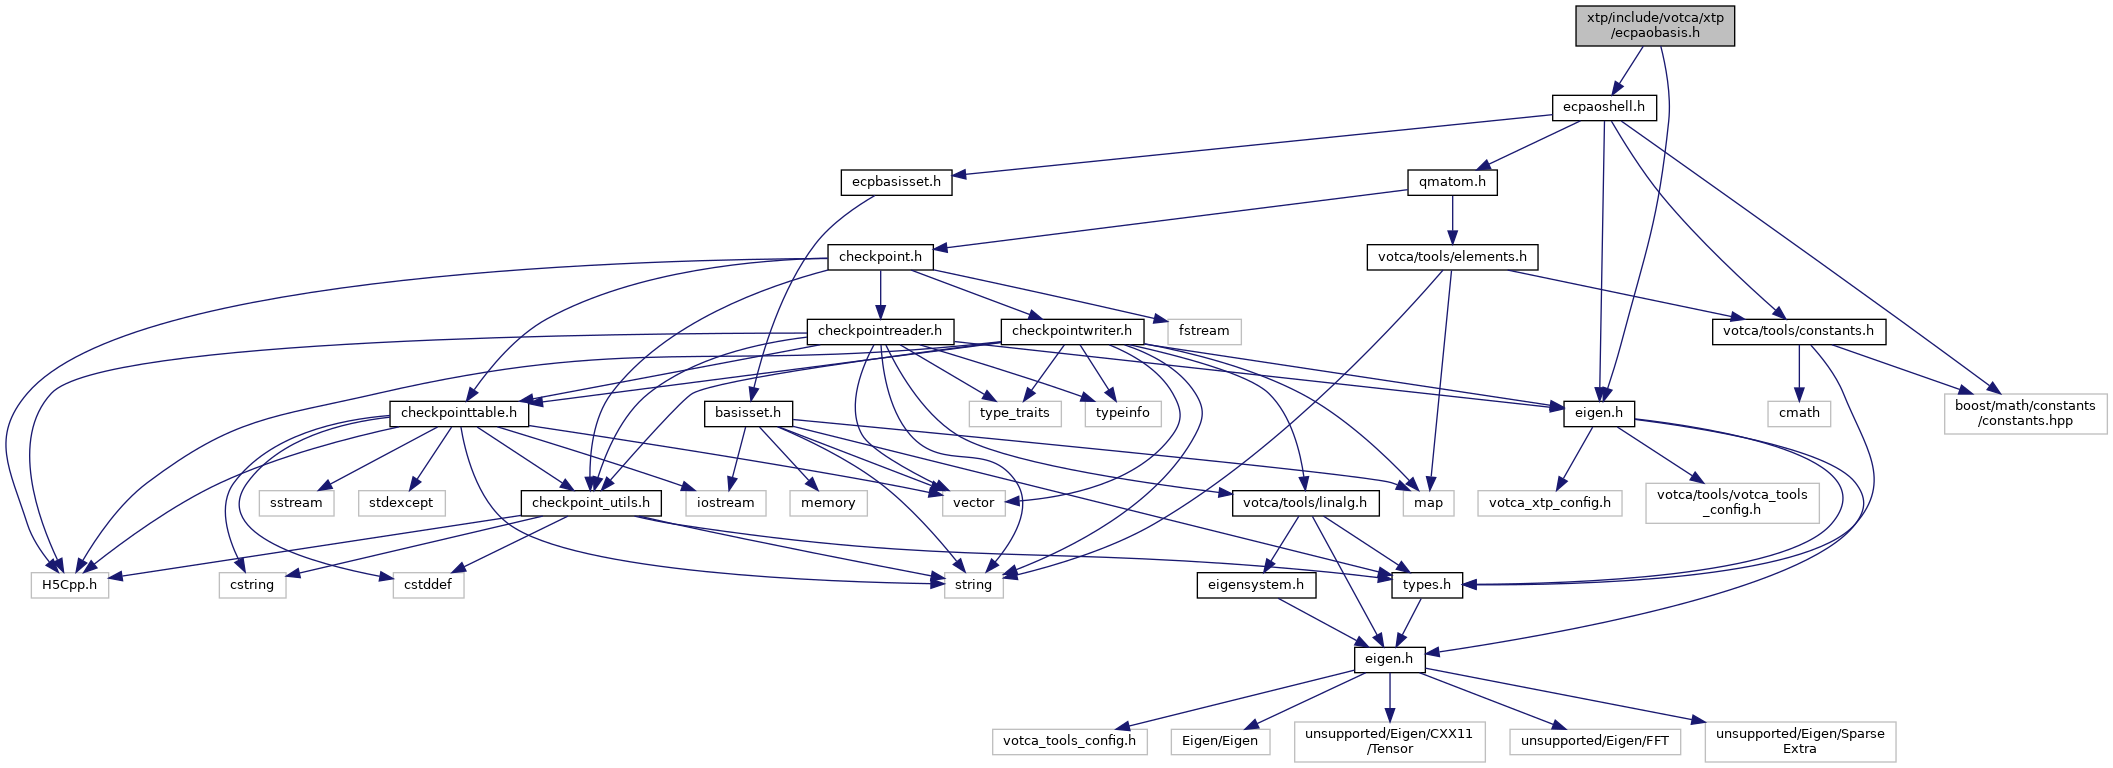 xtp/include/votca/xtp
/ecpaobasis.h
ecpaoshell.h
ecpbasisset.h
qmatom.h
checkpoint.h
votca/tools/elements.h
checkpointreader.h
checkpointwriter.h
fstream
votca/tools/constants.h
checkpointtable.h
basisset.h
type_traits
typeinfo
eigen.h
cmath
boost/math/constants
/constants.hpp
sstream
stdexcept
checkpoint_utils.h
iostream
memory
vector
votca/tools/linalg.h
map
votca_xtp_config.h
votca/tools/votca_tools
_config.h
H5Cpp.h
cstring
cstddef
string
eigensystem.h
types.h
eigen.h
votca_tools_config.h
Eigen/Eigen
unsupported/Eigen/CXX11
/Tensor
unsupported/Eigen/FFT
unsupported/Eigen/Sparse
Extra